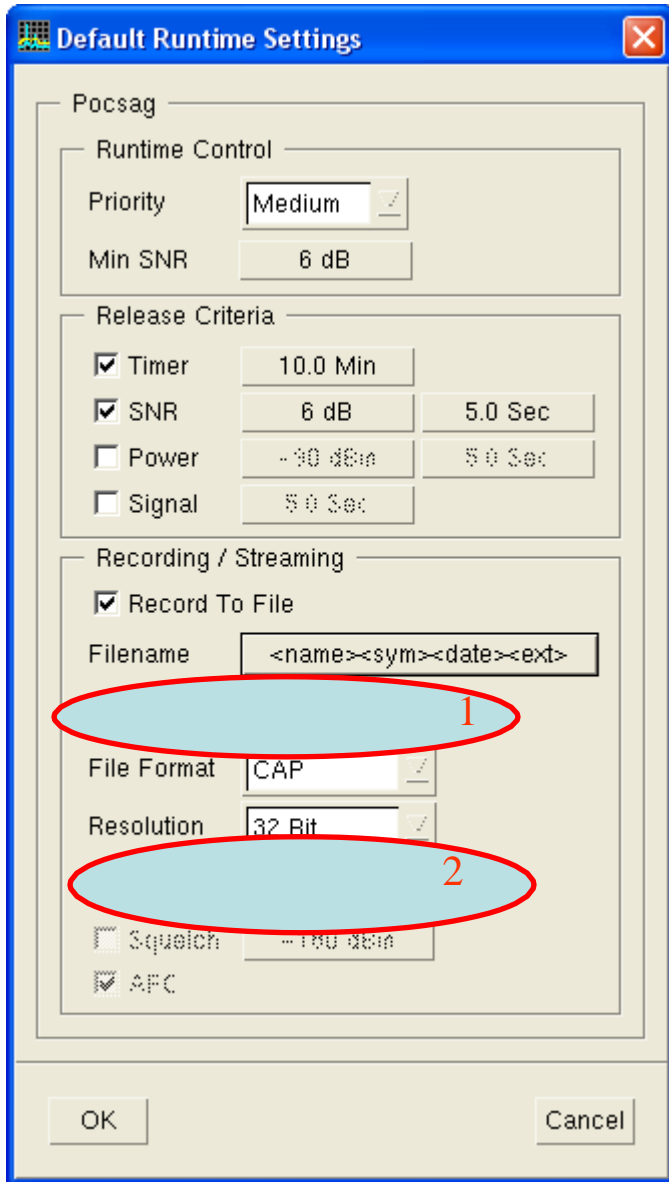 Default Runtime Settings
Pocsag
Runtime Control
Priority Medium
Min SNR 6 dB
Release Criteria
Timer 10.0 Min
SNR 6 dB 5.0 Sec
Power -90 dBm 5.0 Sec
Signal 5.0 Sec
Recording / Streaming
Record To File
Filename <name><sym><date><ext>
1
File Format CAP
Resolution 32 Bit
2
Squelch -160 dBm
AFC
OK Cancel